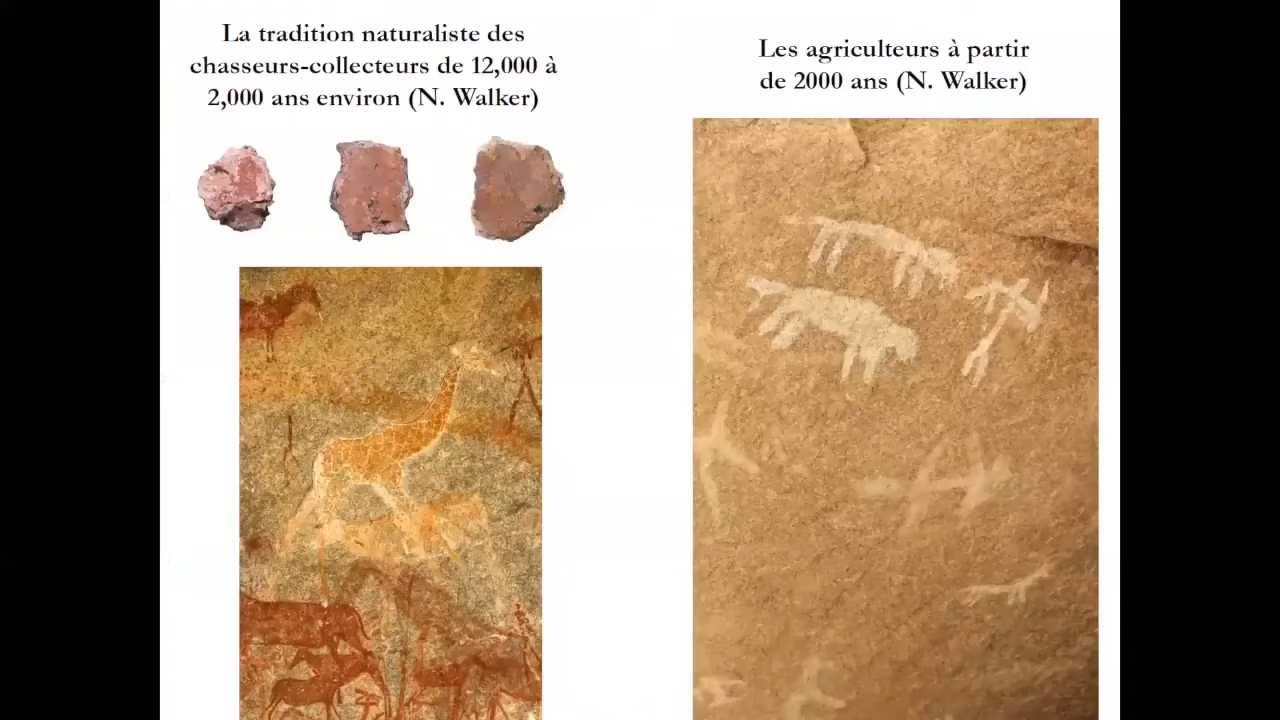 La tradition naturaliste des
chasseurs-collecteurs de 12,000 à
2,000 ans environ (N. Walker)
Les agriculteurs à partir
de 2000 ans (N. Walker)